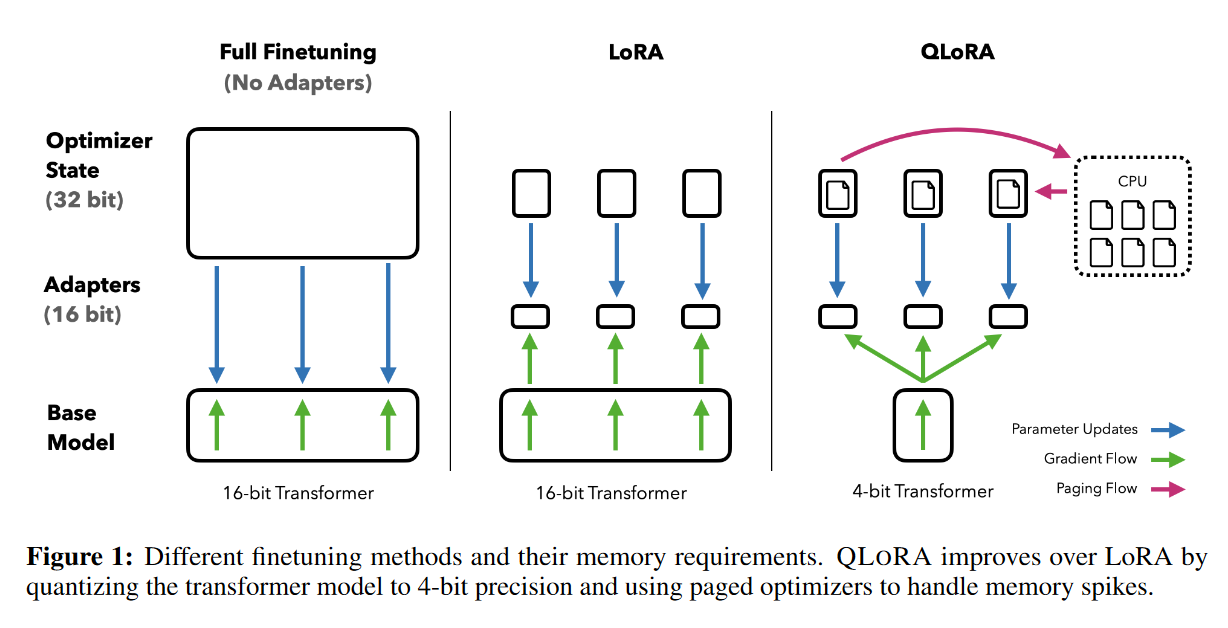 Full Finetuning
(No Adapters)
LoRA
QLoRA
Optimizer
State
(32 bit)
CPU
Adapters
(16 bit)
Base
Model
Parameter Updates
Gradient Flow
Paging Flow
16-bit Transformer
16-bit Transformer
4-bit Transformer
Figure 1: Different finetuning methods and their memory requirements. QLORA improves over LoRA by
quantizing the transformer model to 4-bit precision and using paged optimizers to handle memory spikes.